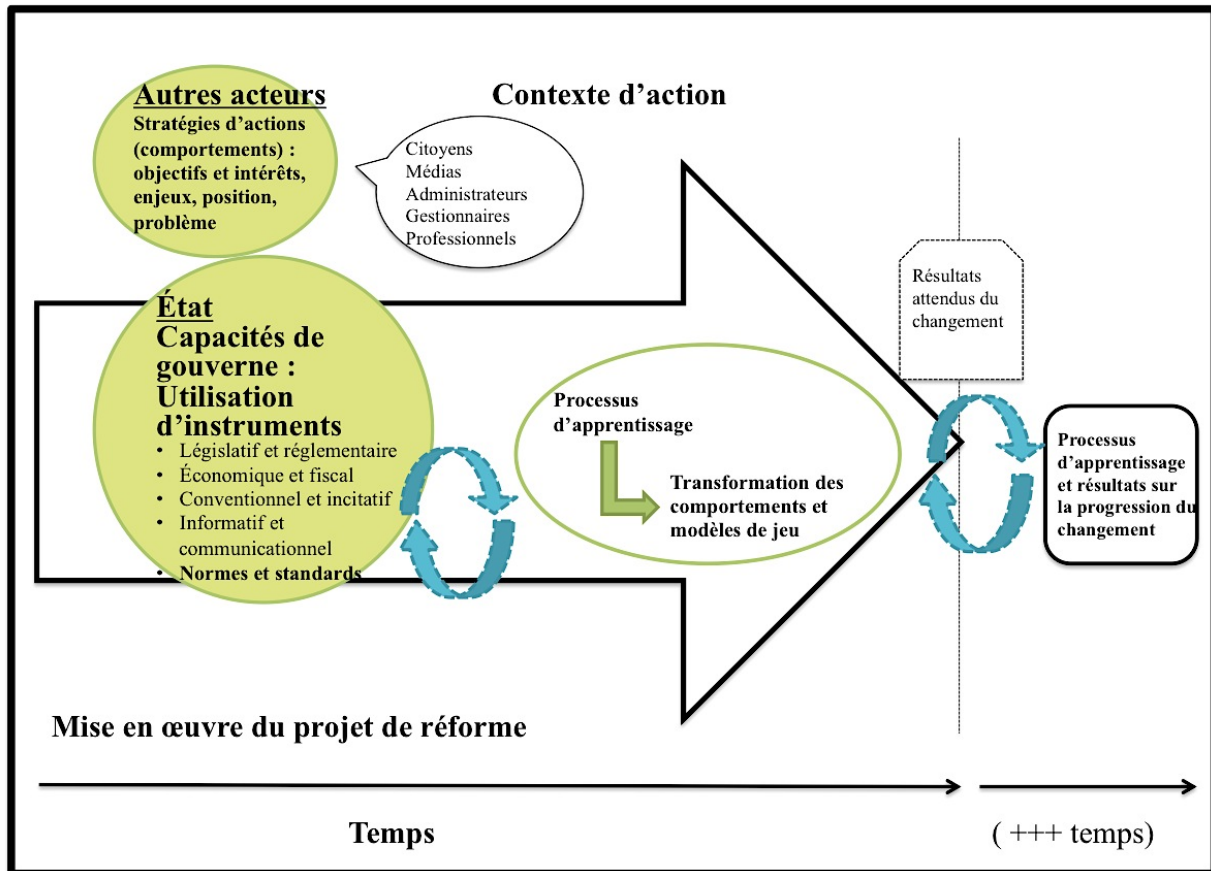 Autres acteurs
Stratégies d’actions
(comportements) :
objectifs et intérêts,
enjeux, position,
problème
Contexte d’action
Citoyens
Médias
Administrateurs
Gestionnaires
Professionnels
État
Capacités de
gouverne :
Utilisation
d’instruments
• Législatif et réglementaire
• Économique et fiscal
• Conventionnel et incitatif
• Informatif et
communicationnel
• Normes et standards
Processus
d’apprentissage
Transformation des
comportements et
modèles de jeu
Résultats
attendus du
changement
Processus
d’apprentissage
et résultats sur
la progression du
changement
Mise en œuvre du projet de réforme
Temps
( +++ temps)